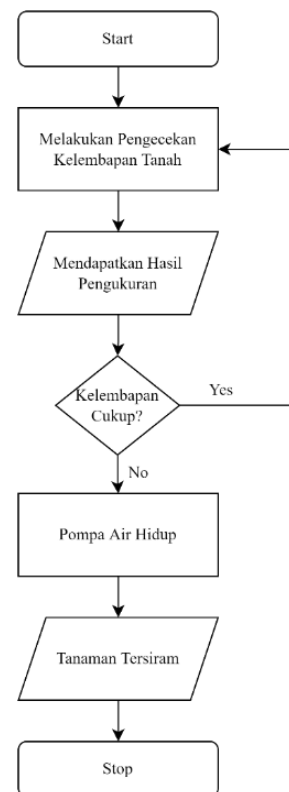 Start
Melakukan Pengecekan
Kelembapan Tanah
Mendapatkan Hasil
Pengukuran
Kelembapan
Cukup?
Yes
No
Pompa Air Hidup
Tanaman Tersiram
Stop